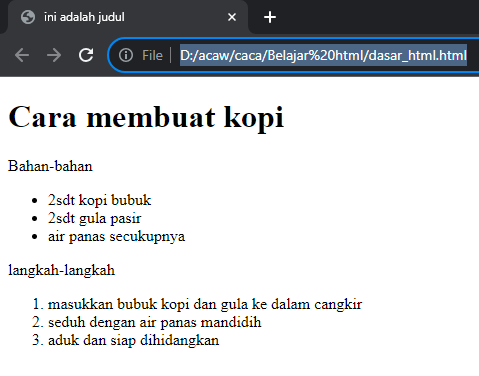 ini adalah judul
File
D:/acaw/caca/Belajar%20html/dasar_html.html
Cara membuat kopi
Bahan-bahan
• 2sdt kopi bubuk
• 2sdt gula pasir
• air panas secukupnya
langkah-langkah
1. masukkan bubuk kopi dan gula ke dalam cangkir
2. seduh dengan air panas mandidih
3. aduk dan siap dihidangkan